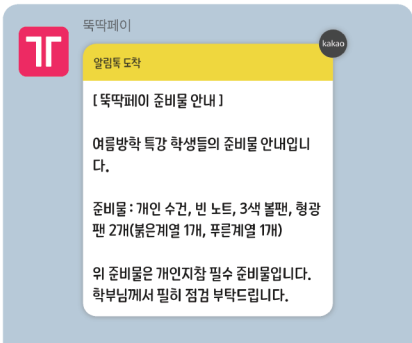 뚝딱페이
kakao
알림톡 도착
[ 뚝딱페이 준비물 안내 ]
여름방학 특강 학생들의 준비물 안내입니
다.
준비물 : 개인 수건, 빈 노트, 3색 볼팬, 형광
팬 2개(붉은계열 1개, 푸른계열 1개)
위 준비물은 개인지참 필수 준비물입니다.
학부님께서 필히 점검 부탁드립니다.